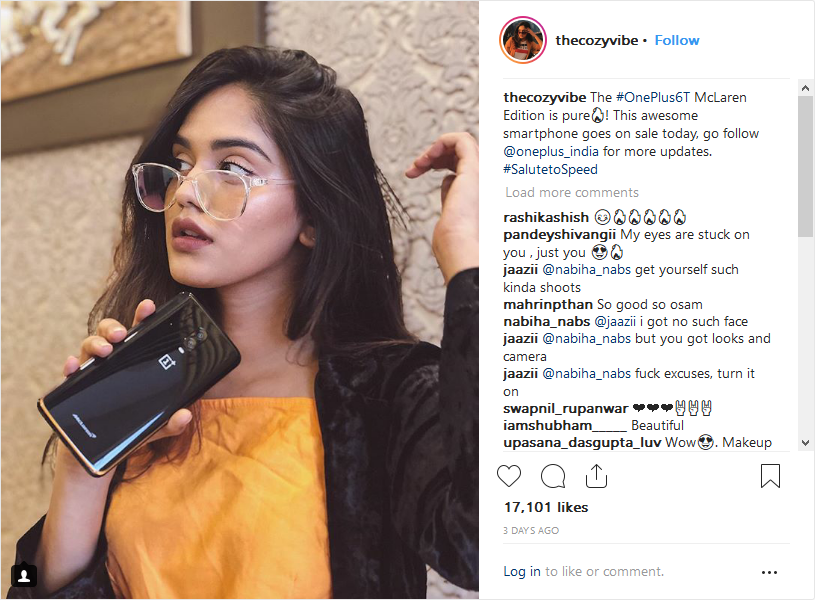 thecozyvibe • Follow
thecozyvibe The #OnePlus6T McLaren
Edition is pure🔥! This awesome
smartphone goes on sale today, go follow
@oneplus_india for more updates.
#SalutetoSpeed
Load more comments
rashikashish 😊🔥🔥🔥🔥🔥
pandeyshivangii My eyes are stuck on
you , just you 😍🔥
jaazii @nabiha_nabs get yourself such
kinda shoots
mahrinpthan So good so osam
nabiha_nabs @jaazii i got no such face
jaazii @nabiha_nabs but you got looks and
camera
jaazii @nabiha_nabs fuck excuses, turn it
on
swapnil_rupanwar ❤❤❤🤘🤘🤘
iamshubham_____ Beautiful
upasana_dasgupta_luv Wow😍. Makeup
17,101 likes
3 DAYS AGO
Log in to like or comment.